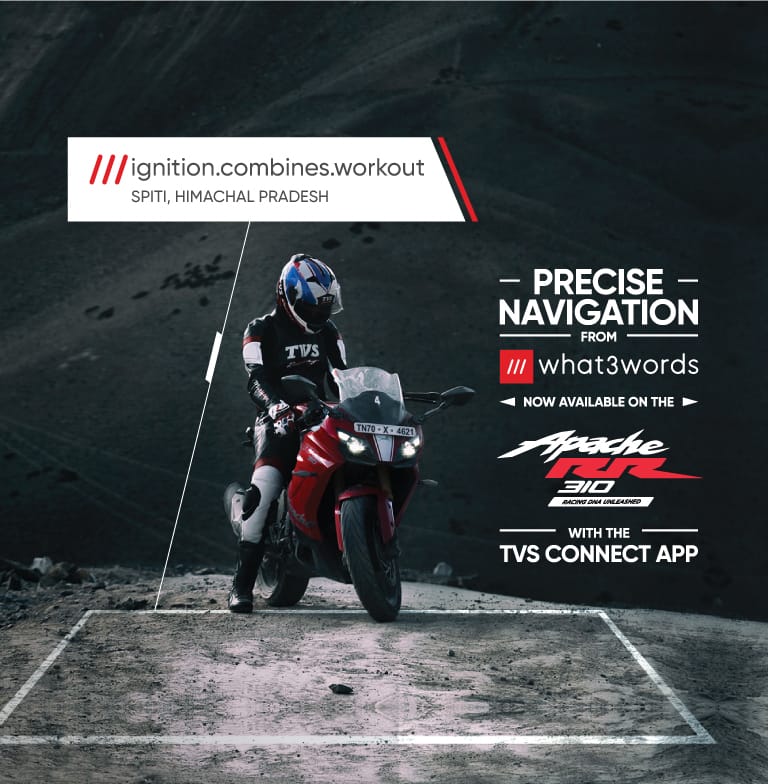 ///ignition.combines.workout
SPITI, HIMACHAL PRADESH
PRECISE
NAVIGATION
FROM
/// what3words
NOW AVAILABLE ON THE
Apache
RR
310
RACING DNA UNLEASHED
WITH THE
TVS CONNECT APP
TVS
4
TN70·X·4621